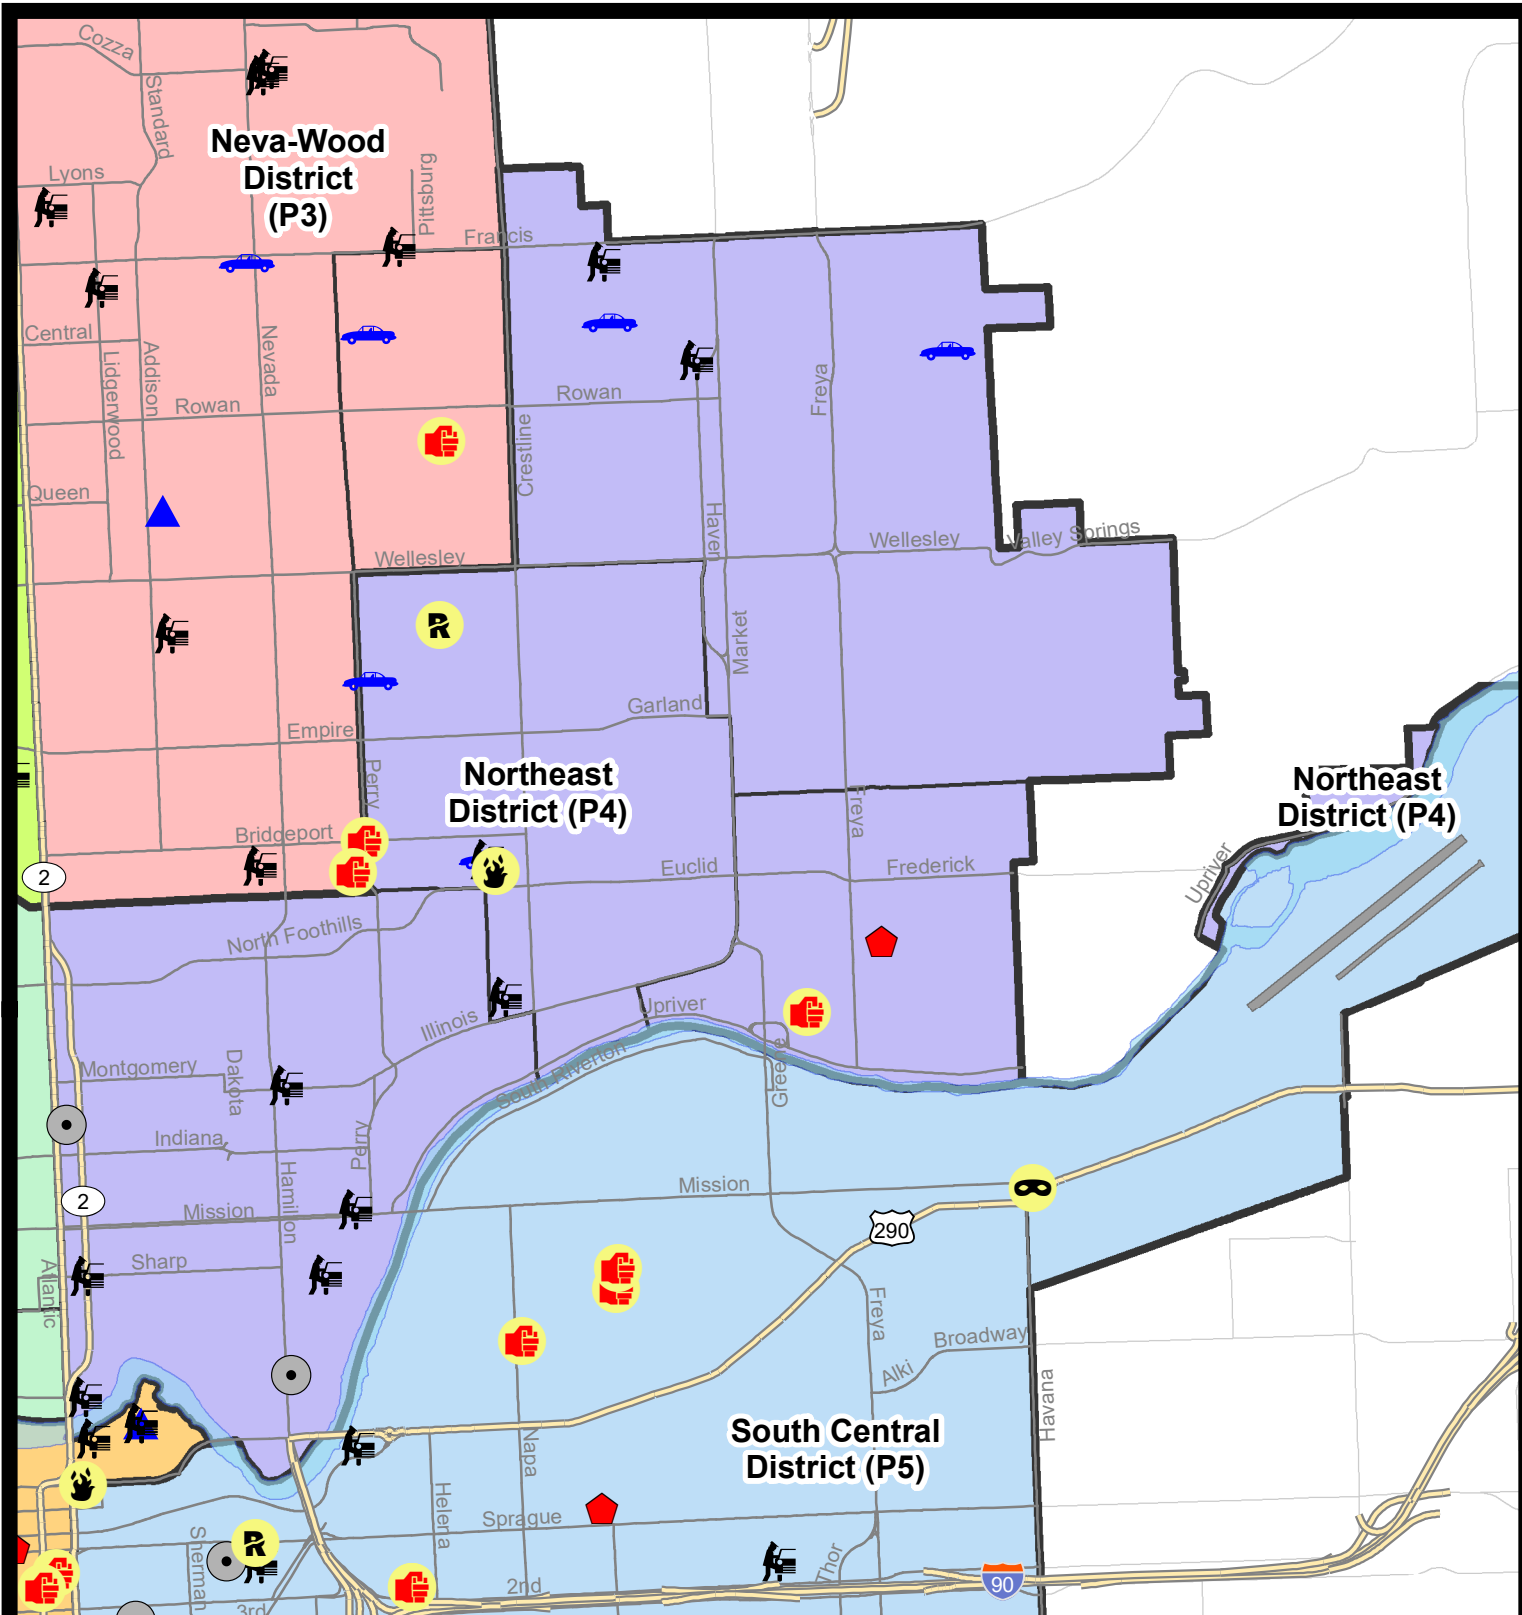 Cozza
Standard
Neva-Wood
District
(P3)
Lyons
Pittsburg
Francis
Central
Lidgerwood
Addison
Nevada
Rowan
Rowan
Crestline
Freya
Queen
Haven
Wellesley
Wellesley
Valley Springs
Market
Garland
Empire
Perry
Northeast
District (P4)
Northeast
District (P4)
Freya
Bridgeport
Euclid
Frederick
Upriver
2
North Foothills
Illinois
Upriver
South Riverton
Greene
Montgomery
Dakota
Indiana
Perry
Hamilton
2
Mission
Mission
290
Sharp
Atlantic
Freya
Broadway
Alki
Havana
South Central
District (P5)
Napa
Helena
Sprague
Sherman
R
R
Thor
2nd
90
3rd